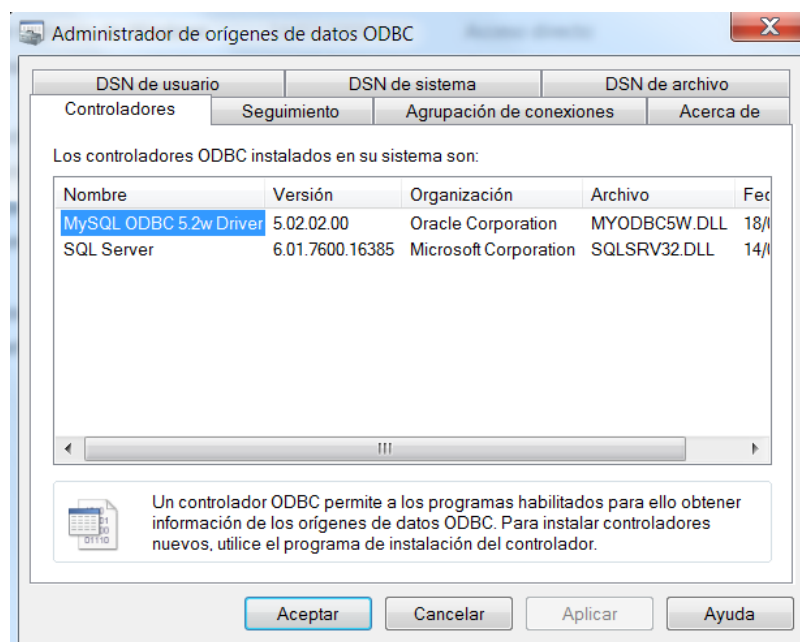 Administrador de orígenes de datos ODBC
DSN de usuario DSN de sistema DSN de archivo
Controladores Seguimiento Agrupación de conexiones Acerca de
Los controladores ODBC instalados en su sistema son:
Nombre Versión Organización Archivo Fec
MySQL ODBC 5.2w Driver 5.02.02.00 Oracle Corporation MYODBC5W.DLL 18/
SQL Server 6.01.7600.16385 Microsoft Corporation SQLSRV32.DLL 14/
Un controlador ODBC permite a los programas habilitados para ello obtener
información de los orígenes de datos ODBC. Para instalar controladores
nuevos, utilice el programa de instalación del controlador.
Aceptar Cancelar Aplicar Ayuda